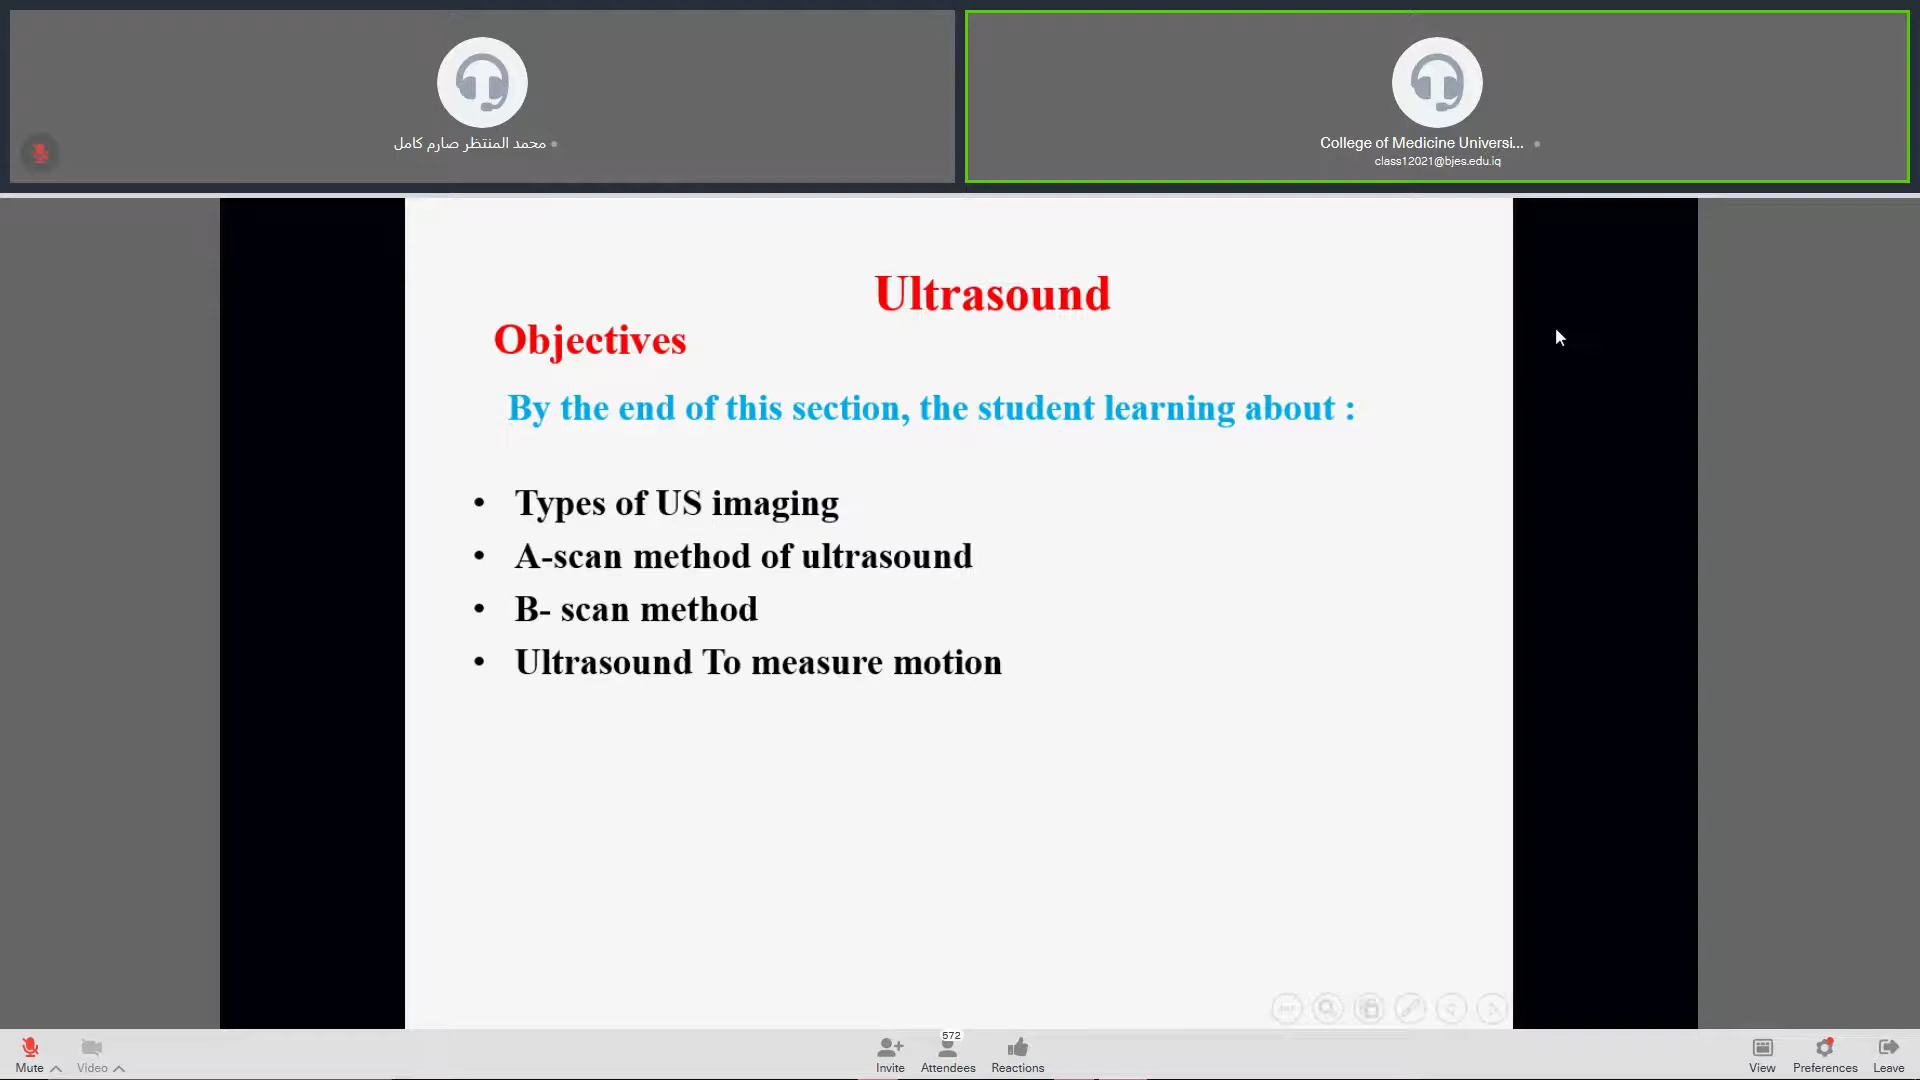 محمد المنتظر صارم كامل
College of Medicine Universi...
class12021@bjes.edu.iq
Ultrasound
Objectives
By the end of this section, the student learning about :
• Types of US imaging
• A-scan method of ultrasound
• B- scan method
• Ultrasound To measure motion
572
Mute
Video
Invite
Attendees
Reactions
View
Preferences
Leave